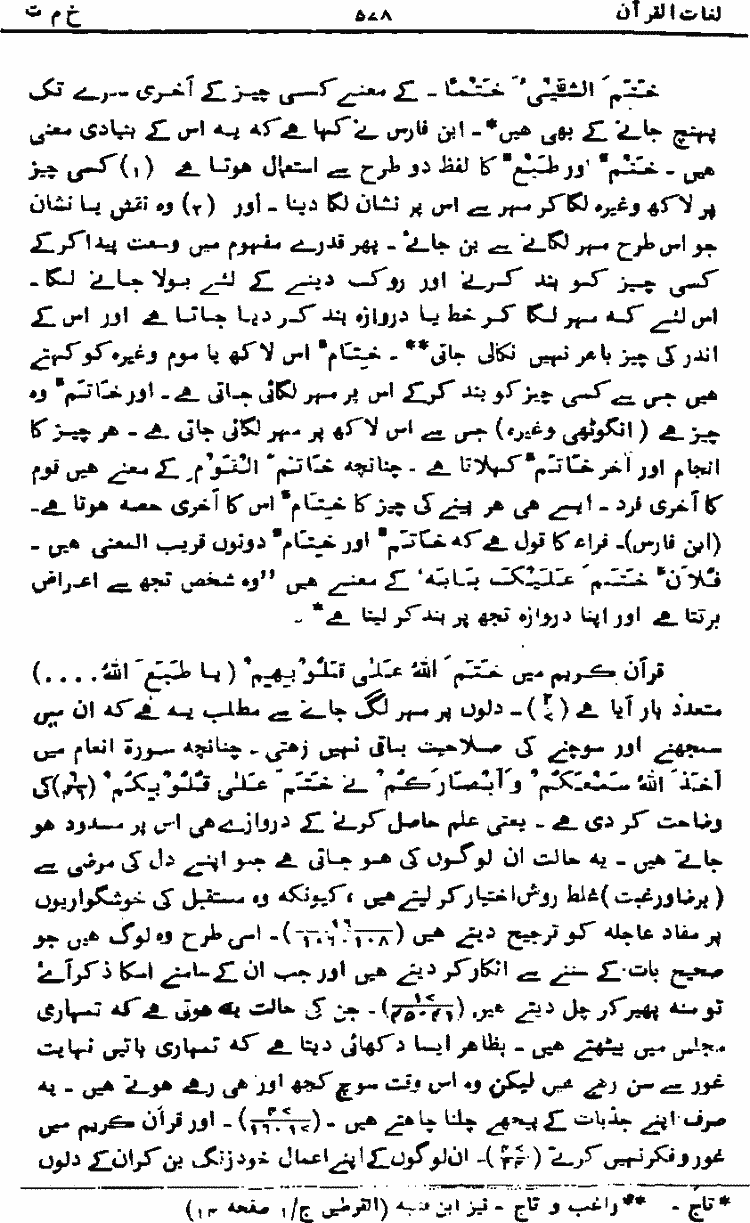 لغات القرآن ۵۷۸ خ م ت
خَتَمَ الشَّیْئَ خَتْماً ۔ کے معنے کسی چیز کے آخری سرے تک
پہنچ جانے کے بھی ہیں*۔ ابن فارس نے کہا ہے کہ یہ اس کے بنیادی معنی
ہیں ۔ خَتْمٌ اور طَبْعٌ کا لفظ دو طرح سے استعمال ہوتا ہے (۱) کسی چیز
پر لاکھ وغیرہ لگا کر مہر سے اس پر نشان لگا دینا ۔ اور (۲) وہ نقش یا نشان
جو اس طرح مہر لگانے سے بن جائے ۔ پھر قدرے مفہوم میں وسعت پیدا کر کے
کسی چیز کو بند کرنے اور روک دینے کے لئے بولا جانے لگا ۔
اس لئے کہ مہر لگا کر خط یا دروازہ بند کر دیا جاتا ہے اور اس کے
اندر کی چیز باہر نہیں نکالی جاتی** ۔ خِتَامٌ اس لاکھ یا موم وغیرہ کو کہتے
ہیں جس سے کسی چیز کو بند کرکے اس پر مہر لگائی جاتی ہے ۔ اور خَاتَمٌ وہ
چیز ہے (انگوٹھی وغیرہ) جس سے اس لاکھ پر مہر لگائی جاتی ہے ۔ ہر چیز کا
انجام اور آخر خَاتَمٌ کہلاتا ہے ۔ چنانچہ خَاتَمُ الْقَوْمِ کے معنے ہیں قوم
کا آخری فرد ۔ ایسے ہی ہر پینے کی چیز کا خِتَامٌ اس کا آخری حصہ ہوتا ہے ۔
(ابن فارس)۔ فراء کا قول ہے کہ خَاتَمٌ اور خِتَامٌ دونوں قریب المعنی ہیں ۔
فُلَانٌ خَتَمَ عَلَیْکَ بَابَہُ کے معنے ہیں ”وہ شخص تجھ سے اعراض
برتتا ہے اور اپنا دروازہ تجھ پر بند کر لیتا ہے* ۔
قرآن کریم میں خَتَمَ اللہُ عَلٰی قُلُوْبِھِمْ (یا طَبَعَ اللہُ ....)
متعدد بار آیا ہے (۲/۷)۔ دلوں پر مہر لگ جانے سے مطلب یہ ہے کہ ان میں
سمجھنے اور سوچنے کی صلاحیت باقی نہیں رہتی ۔ چنانچہ سورۃ انعام میں
اَخَذَ اللہُ سَمْعَکُمْ وَاَبْصَارَکُمْ نے خَتَمَ عَلٰی قُلُوْبِکُمْ (۶/۴۶) کی
وضاحت کر دی ہے ۔ یعنی علم حاصل کرنے کے دروازے ہی اس پر مسدود ہو
جاتے ہیں ۔ یہ حالت ان لوگوں کی ہو جاتی ہے جو اپنے دل کی مرضی سے
(برضا و رغبت) غلط روش اختیار کر لیتے ہیں ، کیونکہ وہ مستقبل کی خوشگواریوں
پر مفاد عاجلہ کو ترجیح دیتے ہیں (۱۶/۱۰۶-۱۰۸)۔ اسی طرح وہ لوگ ہیں جو
صحیح بات کے سننے سے انکار کر دیتے ہیں اور جب ان کے سامنے اسکا ذکر آئے
تو منہ پھیر کر چل دیتے ہیں (۱۷/۴۵-۴۶)۔ جن کی حالت یہ ہوتی ہے کہ تمہاری
مجلس میں بیٹھتے ہیں ۔ بظاہر ایسا دکھائی دیتا ہے کہ تمہاری باتیں نہایت
غور سے سن رہے ہیں لیکن وہ اس وقت سوچ کچھ اور ہی رہے ہوتے ہیں ۔ یہ
صرف اپنے جذبات کے پیچھے چلنا چاہتے ہیں ۔ (۴۷/۱۶-۱۷)۔ اور قرآن کریم میں
غور و فکر نہیں کرتے (۴۷/۲۴)۔ ان لوگوں کے اپنے اعمال خود زنگ بن کر ان کے دلوں
*تاج ۔ **راغب و تاج ۔ نیز ابن قتیبہ (القرطین ج/۱ صفحہ ۱۴)